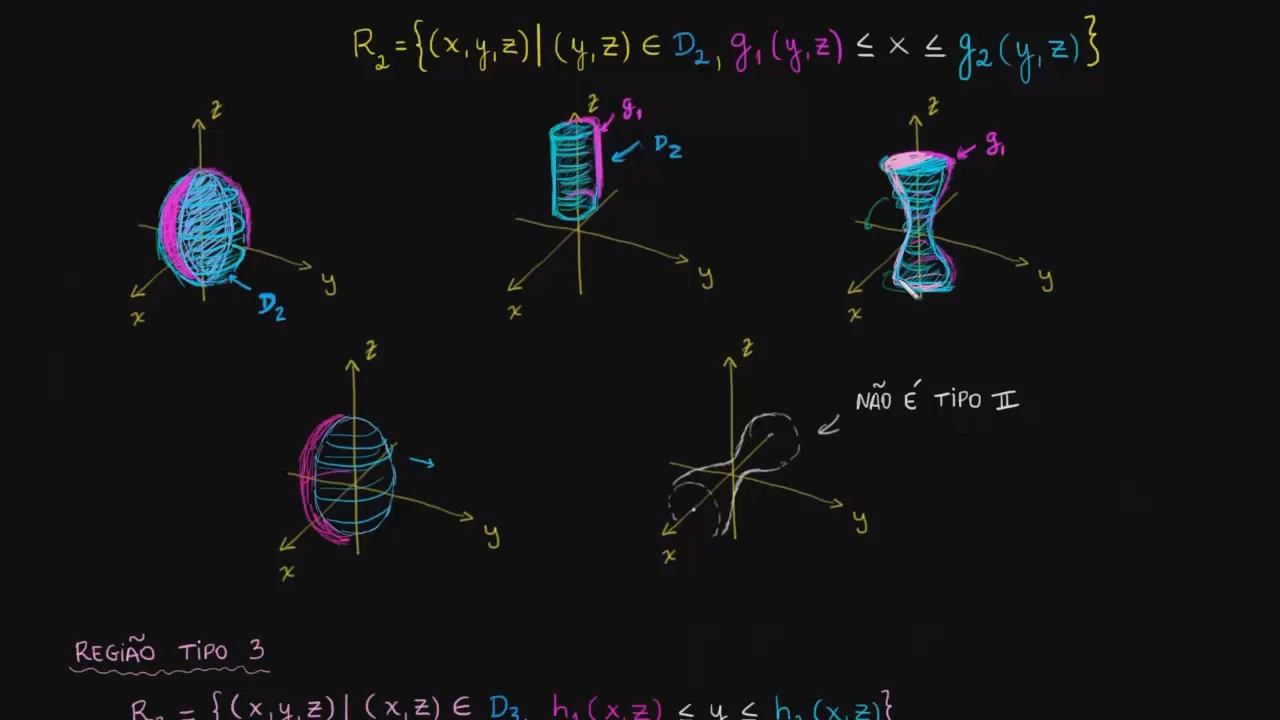 R₂ = {(x,y,z) | (y,z) ∈ D₂, g₁(y,z) ≤ x ≤ g₂(y,z)}
z
y
x
D₂
z
g₁
D₂
y
x
z
g₁
y
x
z
y
x
z
NÃO É TIPO II
y
x
REGIÃO TIPO 3
R₃ = {(x,y,z) | (x,z) ∈ D₃, h₁(x,z) ≤ y ≤ h₂(x,z)}